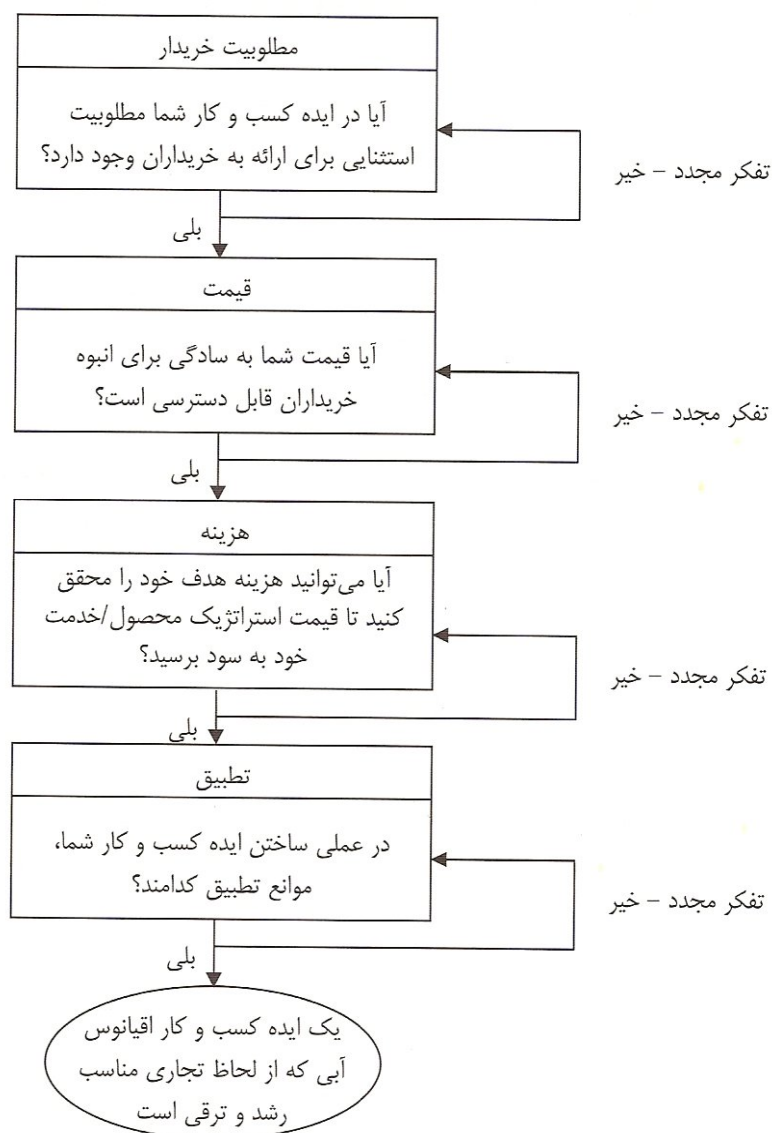 مطلوبیت خریدار
آیا در ایده کسب و کار شما مطلوبیت
استثنایی برای ارائه به خریداران وجود دارد؟
تفکر مجدد – خیر
بلی
قیمت
آیا قیمت شما به سادگی برای انبوه
خریداران قابل دسترسی است؟
تفکر مجدد – خیر
بلی
هزینه
آیا می‌توانید هزینه هدف خود را محقق
کنید تا قیمت استراتژیک محصول/خدمت
خود به سود برسید؟
تفکر مجدد – خیر
بلی
تطبیق
در عملی ساختن ایده کسب و کار شما،
موانع تطبیق کدامند؟
تفکر مجدد – خیر
بلی
یک ایده کسب و کار اقیانوس
آبی که از لحاظ تجاری مناسب
رشد و ترقی است